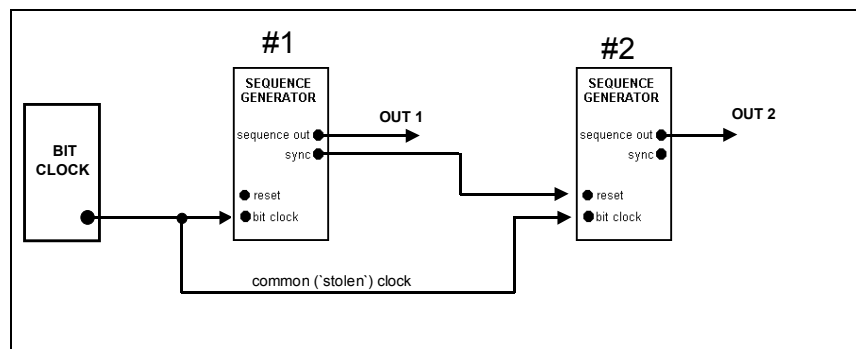 #1
#2
SEQUENCE
GENERATOR
sequence out
sync
reset
bit clock
OUT 1
SEQUENCE
GENERATOR
sequence out
sync
reset
bit clock
OUT 2
BIT
CLOCK
common (`stolen`) clock